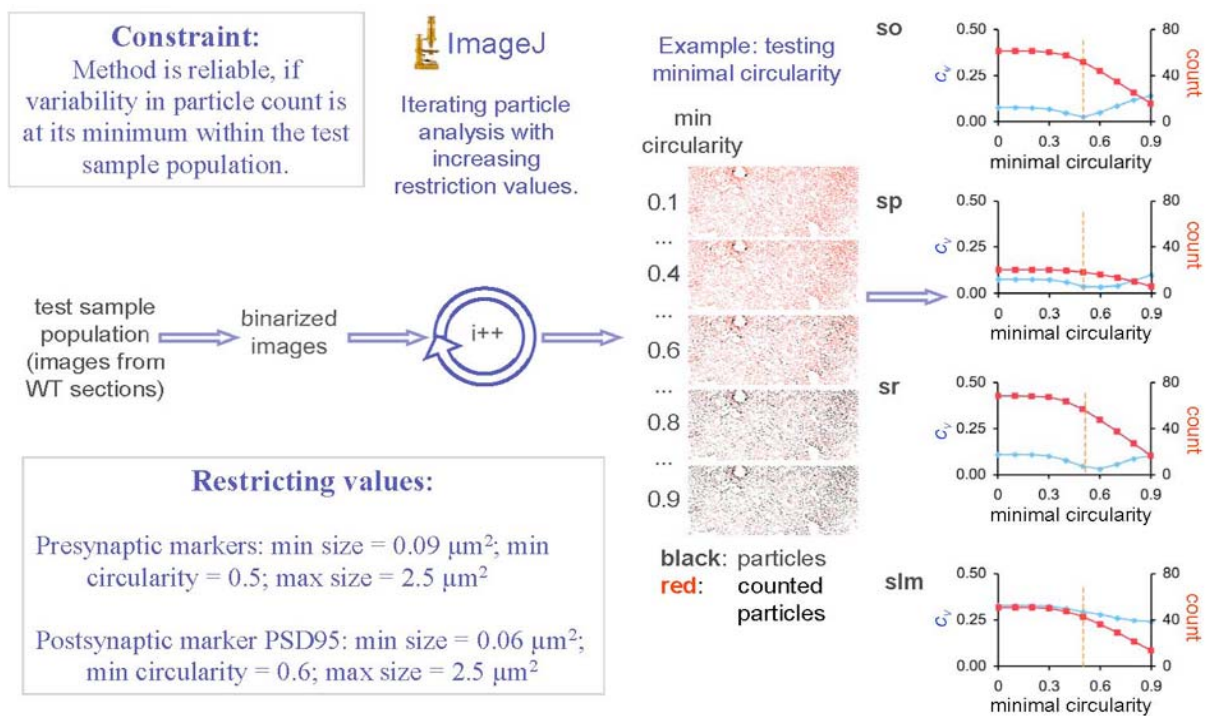 Constraint:
Method is reliable, if
variability in particle count is
at its minimum within the test
sample population.
ImageJ
Iterating particle
analysis with
increasing
restriction values.
Example: testing
minimal circularity
min
circularity
0.1
...
0.4
...
0.6
...
0.8
...
0.9
black: particles
red: counted
particles
test sample
population
(images from
WT sections)
binarized
images
i++
Restricting values:
Presynaptic markers: min size = 0.09 µm²; min
circularity = 0.5; max size = 2.5 µm²
Postsynaptic marker PSD95: min size = 0.06 µm²;
min circularity = 0.6; max size = 2.5 µm²
so
0.50
0.25
0.00
cᵥ
80
40
0
count
0 0.3 0.6 0.9
minimal circularity
sp
0.50
0.25
0.00
cᵥ
80
40
0
count
0 0.3 0.6 0.9
minimal circularity
sr
0.50
0.25
0.00
cᵥ
80
40
0
count
0 0.3 0.6 0.9
minimal circularity
slm
0.50
0.25
0.00
cᵥ
80
40
0
count
0 0.3 0.6 0.9
minimal circularity